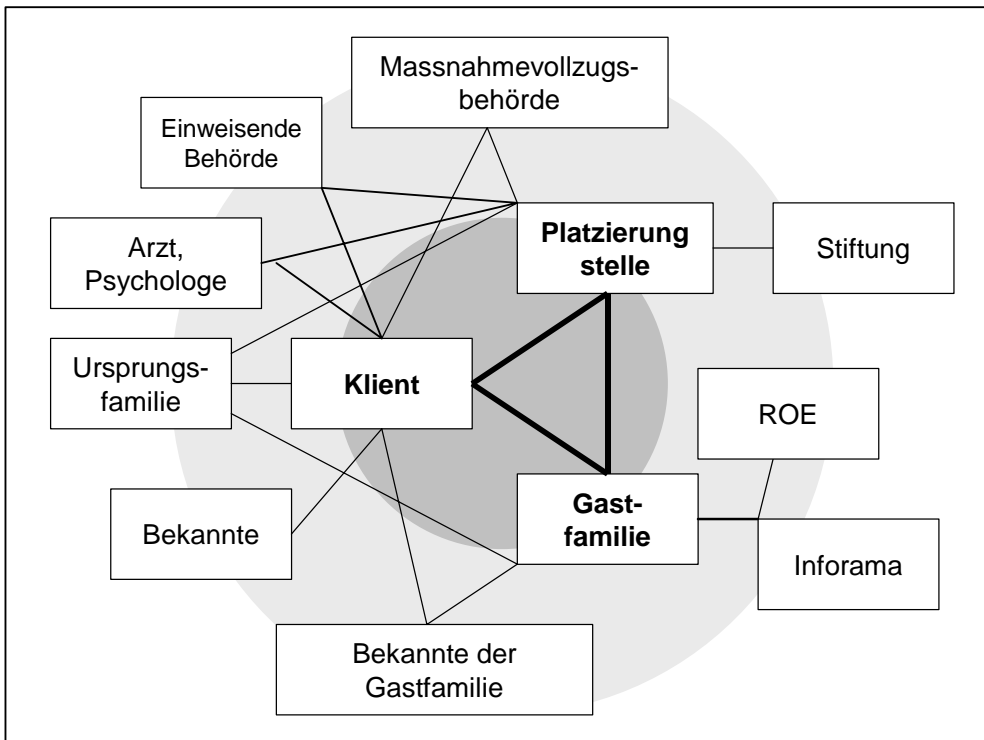 Massnahmevollzugs-
behörde
Einweisende
Behörde
Arzt,
Psychologe
Platzierung
stelle
Stiftung
Ursprungs-
familie
Klient
ROE
Gast-
familie
Bekannte
Inforama
Bekannte der
Gastfamilie